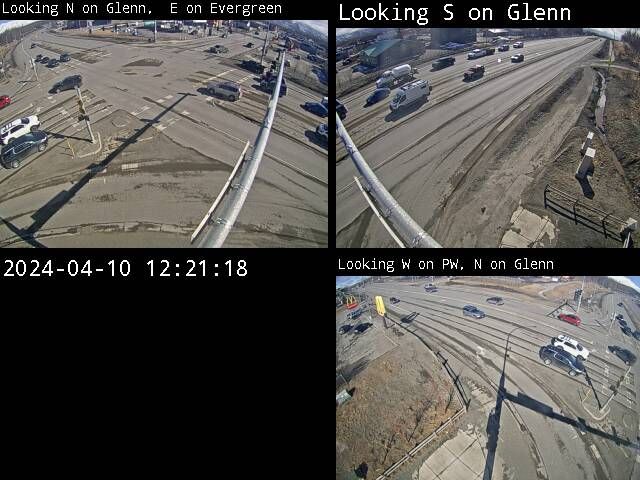 Looking N on Glenn, E on Evergreen
Looking S on Glenn
2024-04-10 12:21:18
Looking W on PW, N on Glenn